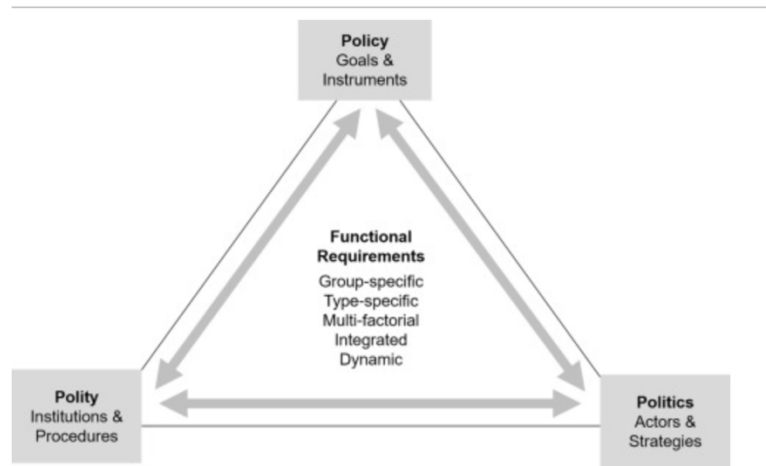 Policy
Goals &
Instruments
Functional
Requirements
Group-specific
Type-specific
Multi-factorial
Integrated
Dynamic
Polity
Institutions &
Procedures
Politics
Actors &
Strategies